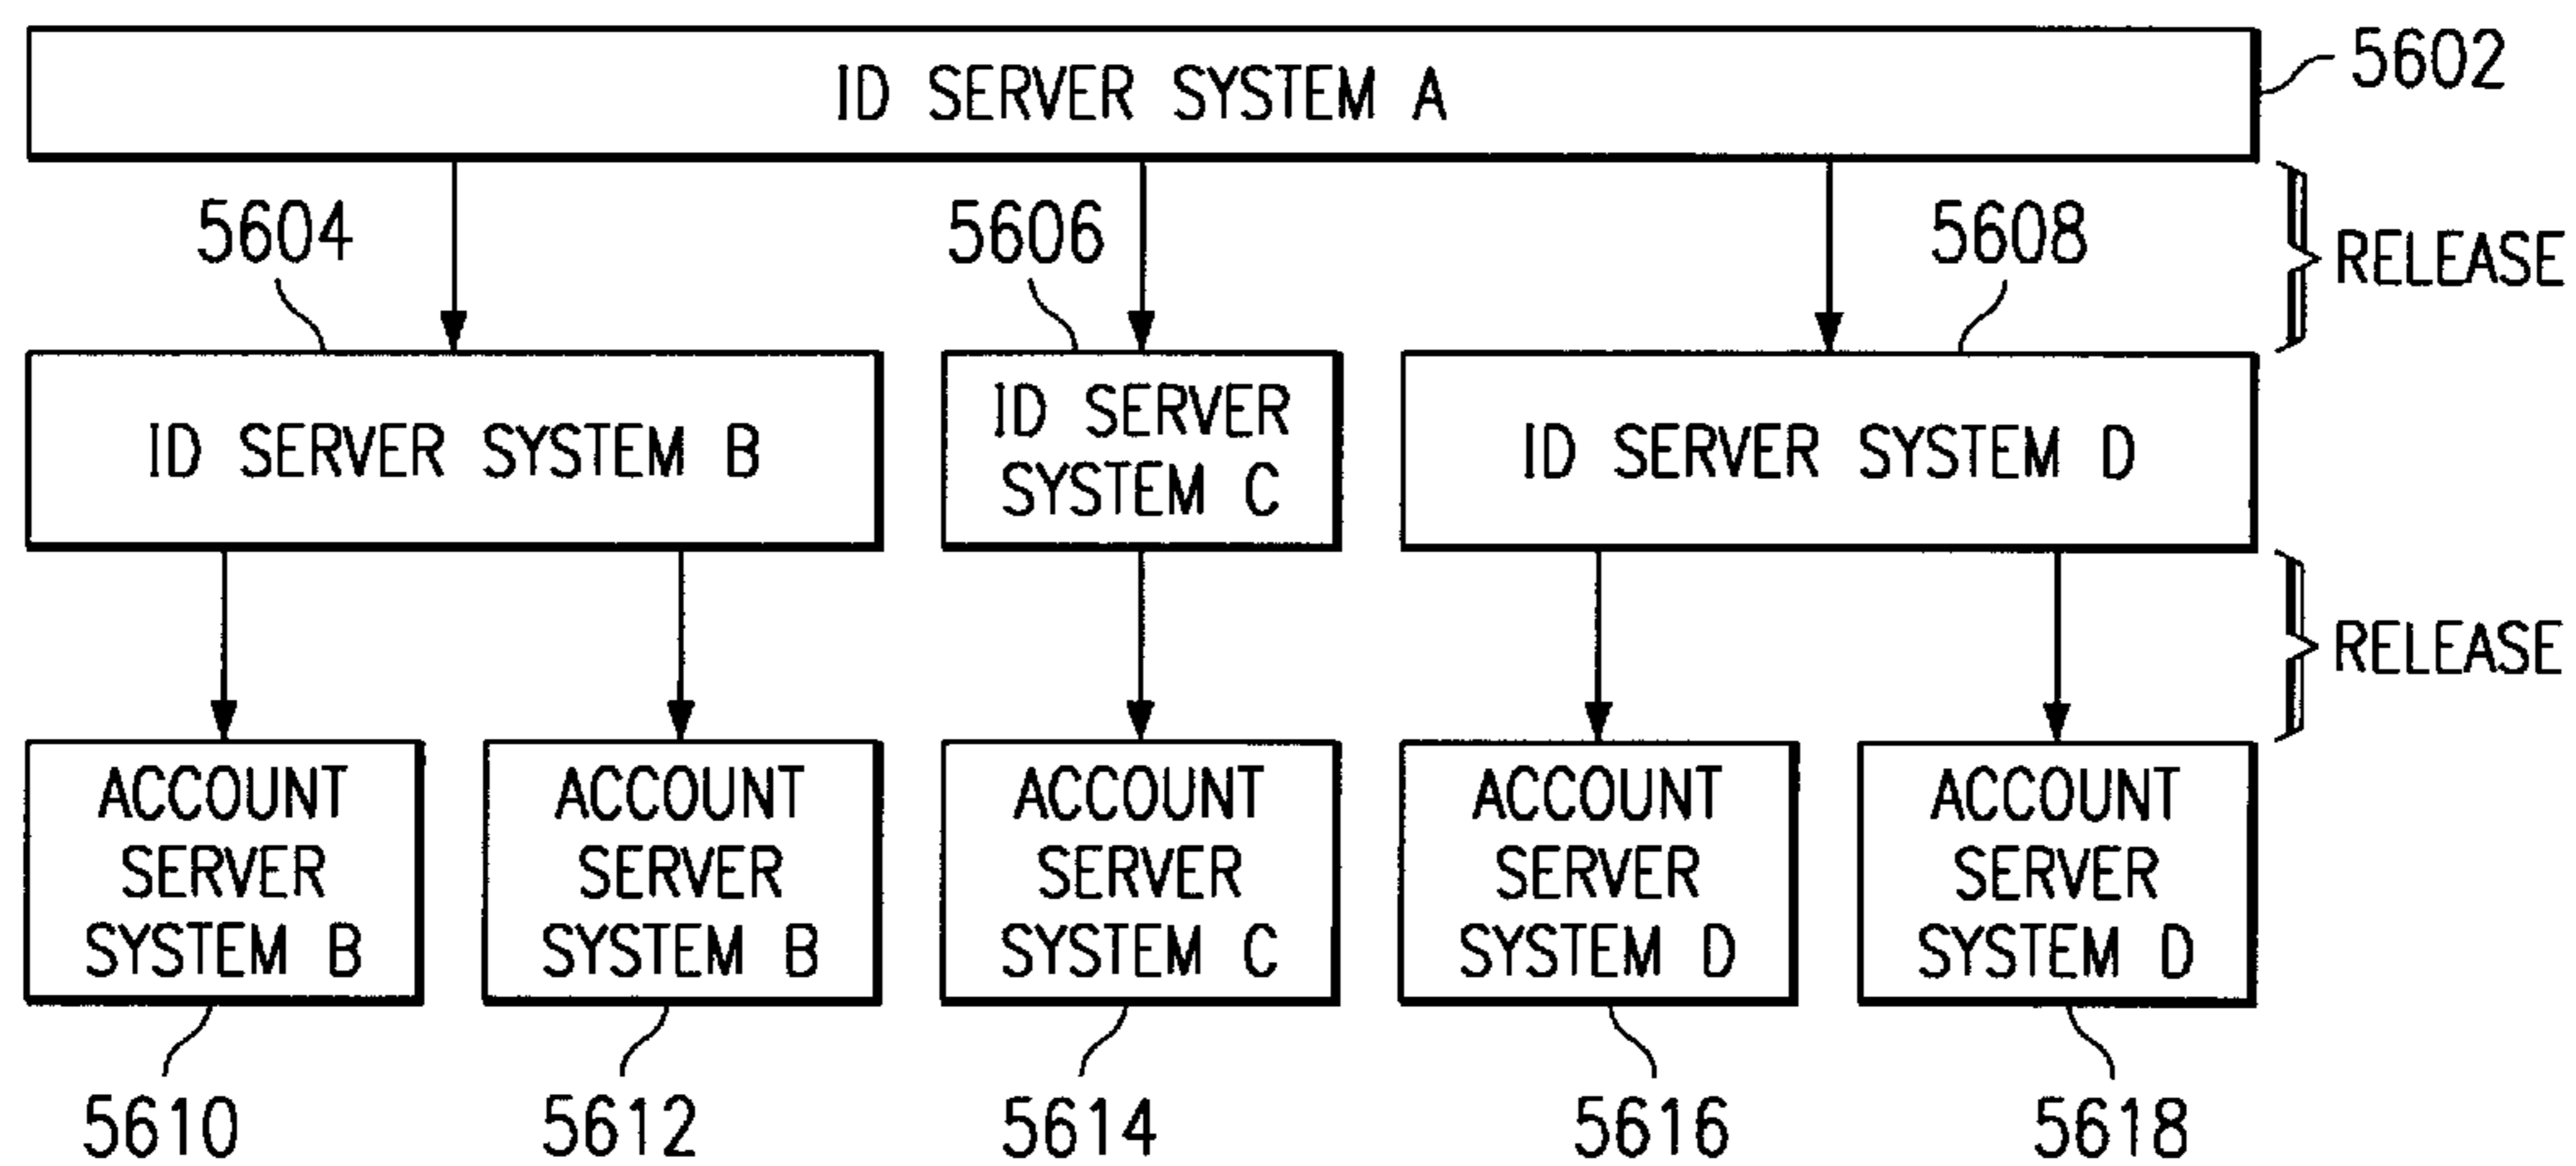 ID SERVER SYSTEM A
5602
5604
5606
5608
RELEASE
ID SERVER SYSTEM B
ID SERVER
SYSTEM C
ID SERVER SYSTEM D
RELEASE
ACCOUNT
SERVER
SYSTEM B
ACCOUNT
SERVER
SYSTEM B
ACCOUNT
SERVER
SYSTEM C
ACCOUNT
SERVER
SYSTEM D
ACCOUNT
SERVER
SYSTEM D
5610
5612
5614
5616
5618